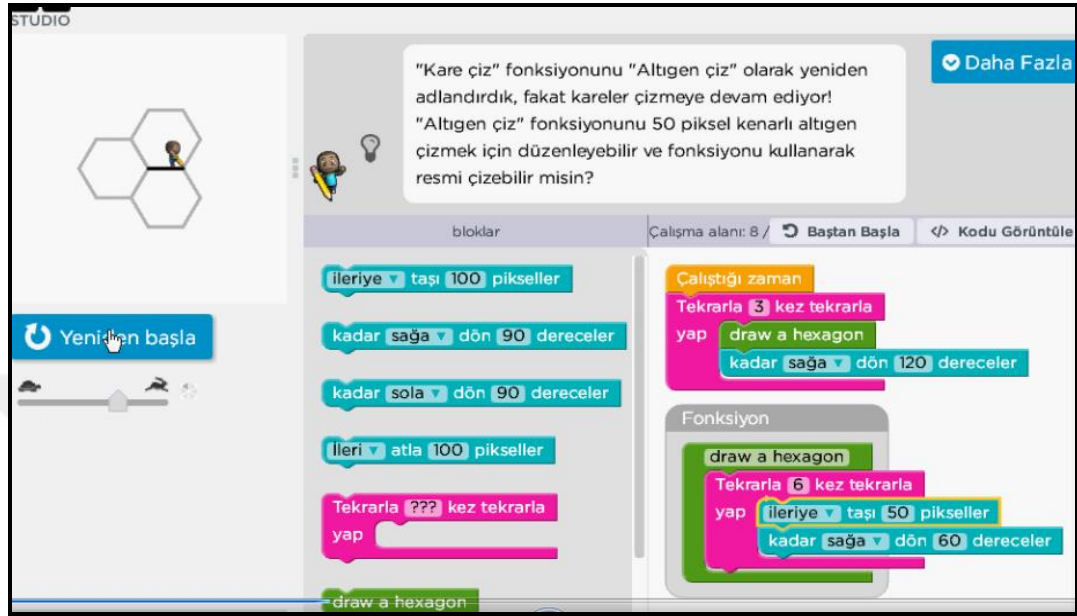 STUDIO
"Kare çiz" fonksiyonunu "Altıgen çiz" olarak yeniden
adlandırdık, fakat kareler çizmeye devam ediyor!
"Altıgen çiz" fonksiyonunu 50 piksel kenarlı altıgen
çizmek için düzenleyebilir ve fonksiyonu kullanarak
resmi çizebilir misin?
Daha Fazla
Yeniden başla
bloklar
ileriye taşı 100 pikseller
kadar sağa dön 90 dereceler
kadar sola dön 90 dereceler
İleri atla 100 pikseller
Tekrarla ??? kez tekrarla
yap
draw a hexagon
Çalışma alanı: 8 /
Baştan Başla
</> Kodu Görüntüle
Çalıştığı zaman
Tekrarla 3 kez tekrarla
yap draw a hexagon
kadar sağa dön 120 dereceler
Fonksiyon
draw a hexagon
Tekrarla 6 kez tekrarla
yap ileriye taşı 50 pikseller
kadar sağa dön 60 dereceler